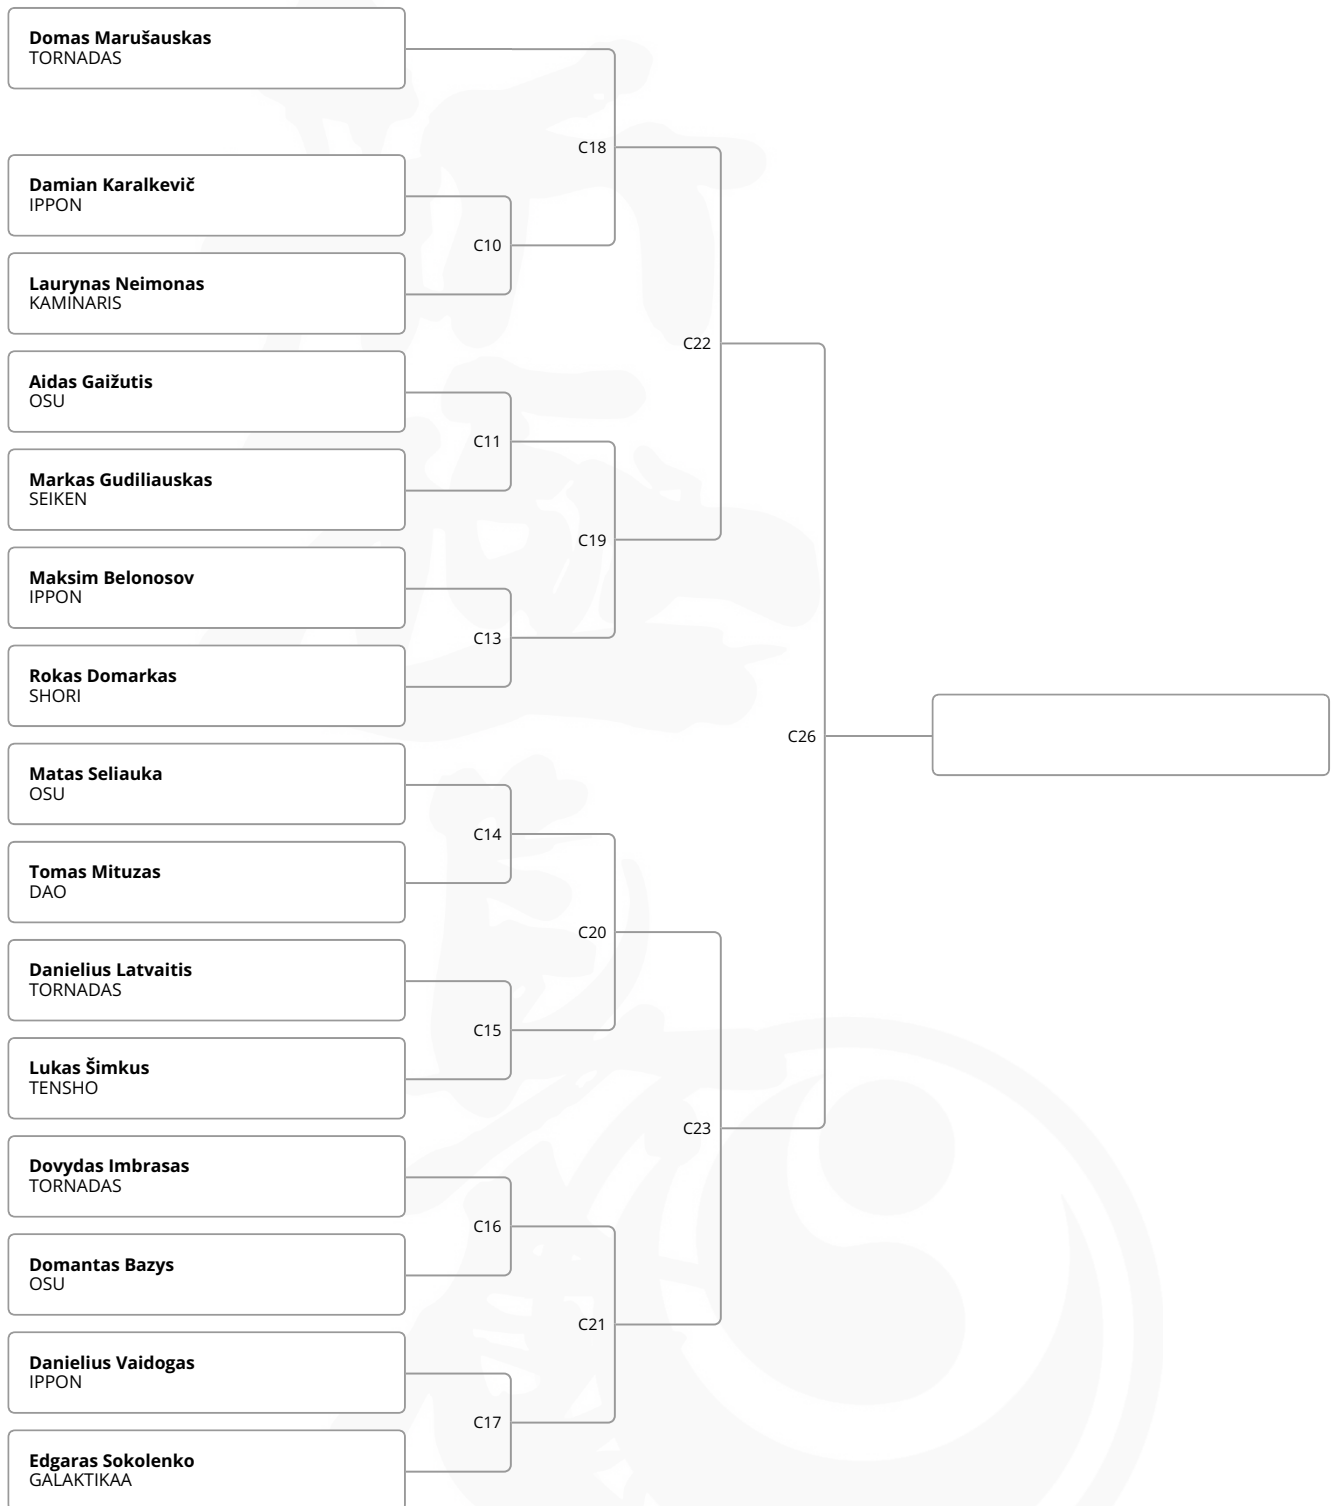 Domas Marušauskas
TORNADAS
C18
Damian Karalkevič
IPPON
C10
Laurynas Neimonas
KAMINARIS
C22
Aidas Gaižutis
OSU
C11
Markas Gudiliauskas
SEIKEN
C19
Maksim Belonosov
IPPON
C13
Rokas Domarkas
SHORI
C26
Matas Seliauka
OSU
C14
Tomas Mituzas
DAO
C20
Danielius Latvaitis
TORNADAS
C15
Lukas Šimkus
TENSHO
C23
Dovydas Imbrasas
TORNADAS
C16
Domantas Bazys
OSU
C21
Danielius Vaidogas
IPPON
C17
Edgaras Sokolenko
GALAKTIKAA